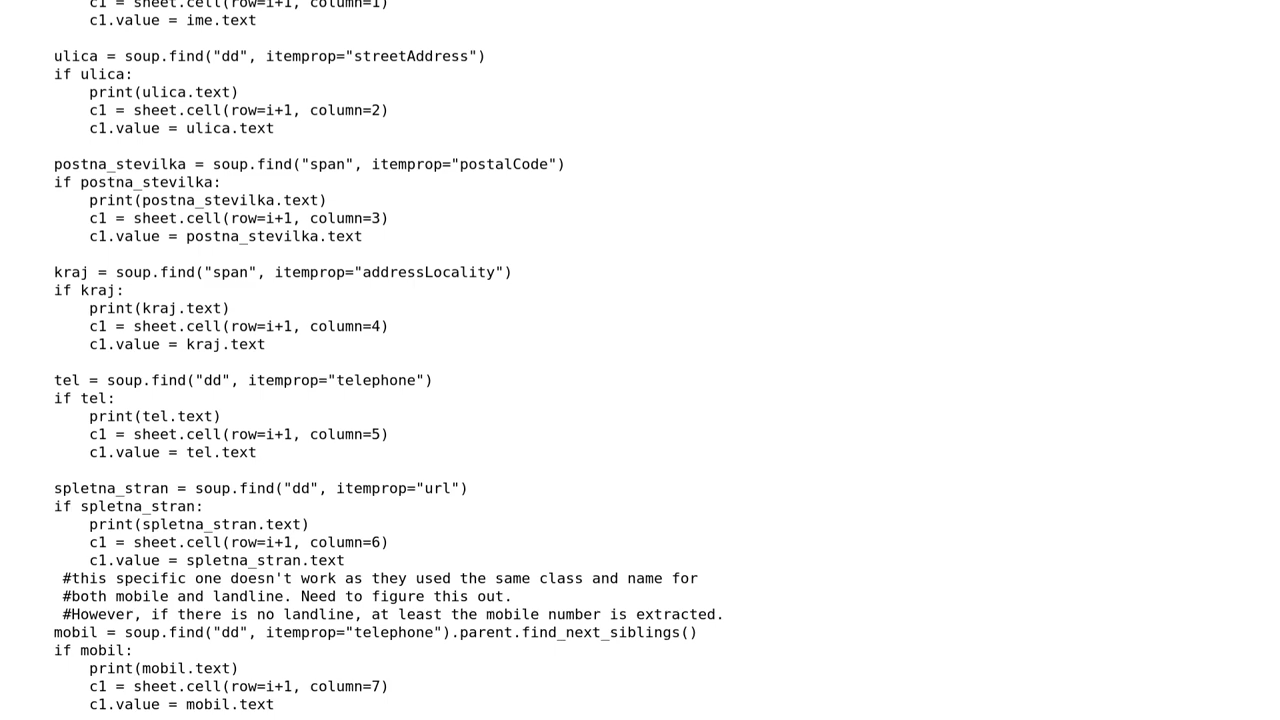 c1 = sheet.cell(row=i+1, column=1)
c1.value = ime.text
ulica = soup.find("dd", itemprop="streetAddress")
if ulica:
print(ulica.text)
c1 = sheet.cell(row=i+1, column=2)
c1.value = ulica.text
postna_stevilka = soup.find("span", itemprop="postalCode")
if postna_stevilka:
print(postna_stevilka.text)
c1 = sheet.cell(row=i+1, column=3)
c1.value = postna_stevilka.text
kraj = soup.find("span", itemprop="addressLocality")
if kraj:
print(kraj.text)
c1 = sheet.cell(row=i+1, column=4)
c1.value = kraj.text
tel = soup.find("dd", itemprop="telephone")
if tel:
print(tel.text)
c1 = sheet.cell(row=i+1, column=5)
c1.value = tel.text
spletna_stran = soup.find("dd", itemprop="url")
if spletna_stran:
print(spletna_stran.text)
c1 = sheet.cell(row=i+1, column=6)
c1.value = spletna_stran.text
#this specific one doesn't work as they used the same class and name for
#both mobile and landline. Need to figure this out.
#However, if there is no landline, at least the mobile number is extracted.
mobil = soup.find("dd", itemprop="telephone").parent.find_next_siblings()
if mobil:
print(mobil.text)
c1 = sheet.cell(row=i+1, column=7)
c1.value = mobil.text